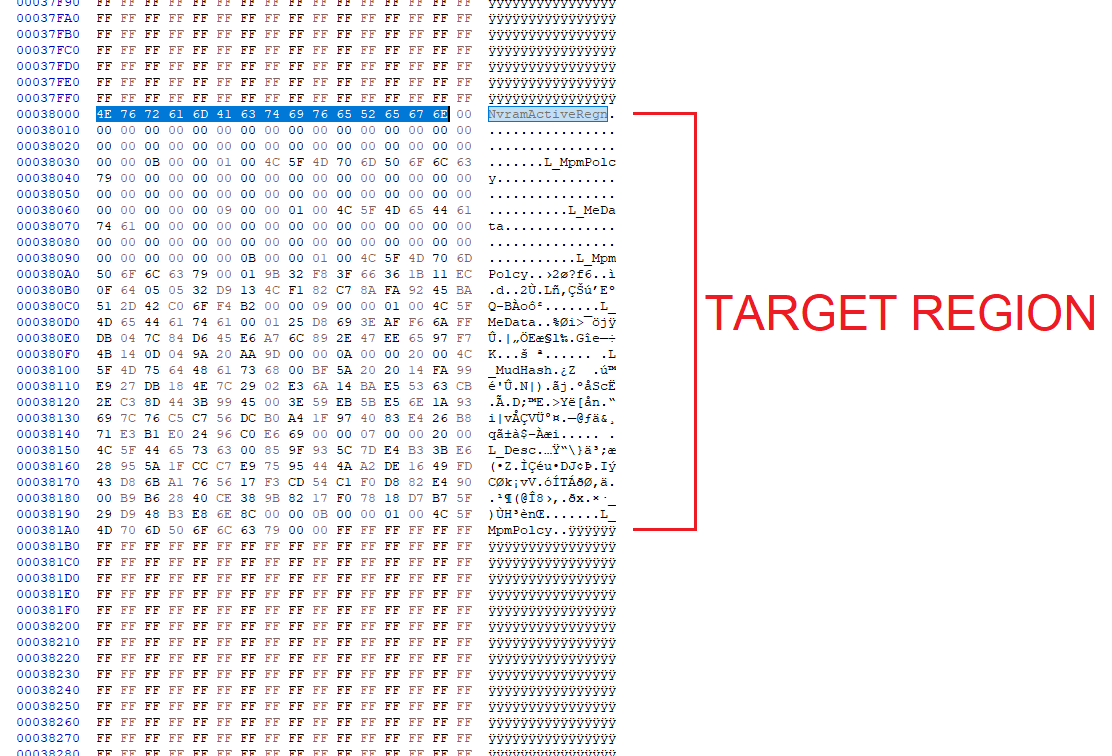 00037F90 FF FF FF FF FF FF FF FF FF FF FF FF FF FF FF FF ÿÿÿÿÿÿÿÿÿÿÿÿÿÿÿÿ
00037FA0 FF FF FF FF FF FF FF FF FF FF FF FF FF FF FF FF ÿÿÿÿÿÿÿÿÿÿÿÿÿÿÿÿ
00037FB0 FF FF FF FF FF FF FF FF FF FF FF FF FF FF FF FF ÿÿÿÿÿÿÿÿÿÿÿÿÿÿÿÿ
00037FC0 FF FF FF FF FF FF FF FF FF FF FF FF FF FF FF FF ÿÿÿÿÿÿÿÿÿÿÿÿÿÿÿÿ
00037FD0 FF FF FF FF FF FF FF FF FF FF FF FF FF FF FF FF ÿÿÿÿÿÿÿÿÿÿÿÿÿÿÿÿ
00037FE0 FF FF FF FF FF FF FF FF FF FF FF FF FF FF FF FF ÿÿÿÿÿÿÿÿÿÿÿÿÿÿÿÿ
00037FF0 FF FF FF FF FF FF FF FF FF FF FF FF FF FF FF FF ÿÿÿÿÿÿÿÿÿÿÿÿÿÿÿÿ
00038000 4E 76 72 61 6D 41 63 74 69 76 65 52 65 67 6E 00 NvramActiveRegn.
00038010 00 00 00 00 00 00 00 00 00 00 00 00 00 00 00 00 ................
00038020 00 00 00 00 00 00 00 00 00 00 00 00 00 00 00 00 ................
00038030 00 00 0B 00 00 01 00 4C 5F 4D 70 6D 50 6F 6C 63 .......L_MpmPolc
00038040 79 00 00 00 00 00 00 00 00 00 00 00 00 00 00 00 y...............
00038050 00 00 00 00 00 00 00 00 00 00 00 00 00 00 00 00 ................
00038060 00 00 00 00 00 09 00 00 01 00 4C 5F 4D 65 44 61 ..........L_MeDa
00038070 74 61 00 00 00 00 00 00 00 00 00 00 00 00 00 00 ta..............
00038080 00 00 00 00 00 00 00 00 00 00 00 00 00 00 00 00 ................
00038090 00 00 00 00 00 00 0B 00 00 01 00 4C 5F 4D 70 6D ...........L_Mpm
000380A0 50 6F 6C 63 79 00 01 9B 32 F8 3F 66 36 1B 11 EC Polcy..›2ø?f6..ì
000380B0 0F 64 05 05 32 D9 13 4C F1 82 C7 8A FA 92 45 BA .d..2Ù.Lñ‚ÇŠú’Eº
000380C0 51 2D 42 C0 6F F4 B2 00 00 09 00 00 01 00 4C 5F Q-BÀoô².......L_
000380D0 4D 65 44 61 74 61 00 01 25 D8 69 3E AF F6 6A FF MeData..%Øi>¯öjÿ
000380E0 DB 04 7C 84 D6 45 E6 A7 6C 89 2E 47 EE 65 97 F7 Û.|„ÖEæ§l‰.Gîe—÷
000380F0 4B 14 0D 04 9A 20 AA 9D 00 00 0A 00 00 20 00 4C K...š ª...... .L
00038100 5F 4D 75 64 48 61 73 68 00 BF 5A 20 20 14 FA 99 _MudHash.¿Z  .ú™
00038110 E9 27 DB 18 4E 7C 29 02 E3 6A 14 BA E5 53 63 CB é'Û.N|).ãj.ºåScË
00038120 2E C3 8D 44 3B 99 45 00 3E 59 EB 5B E5 6E 1A 93 .Ã.D;™E.>Yë[ån.“
00038130 69 7C 76 C5 C7 56 DC B0 A4 1F 97 40 83 E4 26 B8 i|vÅÇVÜ°¤.—@ƒä&¸
00038140 71 E3 B1 E0 24 96 C0 E6 69 00 00 07 00 00 20 00 qã±à$–Àæi..... .
00038150 4C 5F 44 65 73 63 00 85 9F 93 5C 7D E4 B3 3B E6 L_Desc.…Ÿ“\}ä³;æ
00038160 28 95 5A 1F CC C7 E9 75 95 44 4A A2 DE 16 49 FD (•Z.ÌÇéu•DJ¢Þ.Iý
00038170 43 D8 6B A1 76 56 17 F3 CD 54 C1 F0 D8 82 E4 90 CØk¡vV.óÍTÁðØ‚ä.
00038180 00 B9 B6 28 40 CE 38 9B 82 17 F0 78 18 D7 B7 5F .¹¶(@Î8›‚.ðx.×·_
00038190 29 D9 48 B3 E8 6E 8C 00 00 0B 00 00 01 00 4C 5F )ÙH³ènŒ.......L_
000381A0 4D 70 6D 50 6F 6C 63 79 00 00 FF FF FF FF FF FF MpmPolcy..ÿÿÿÿÿÿ
000381B0 FF FF FF FF FF FF FF FF FF FF FF FF FF FF FF FF ÿÿÿÿÿÿÿÿÿÿÿÿÿÿÿÿ
000381C0 FF FF FF FF FF FF FF FF FF FF FF FF FF FF FF FF ÿÿÿÿÿÿÿÿÿÿÿÿÿÿÿÿ
000381D0 FF FF FF FF FF FF FF FF FF FF FF FF FF FF FF FF ÿÿÿÿÿÿÿÿÿÿÿÿÿÿÿÿ
000381E0 FF FF FF FF FF FF FF FF FF FF FF FF FF FF FF FF ÿÿÿÿÿÿÿÿÿÿÿÿÿÿÿÿ
000381F0 FF FF FF FF FF FF FF FF FF FF FF FF FF FF FF FF ÿÿÿÿÿÿÿÿÿÿÿÿÿÿÿÿ
00038200 FF FF FF FF FF FF FF FF FF FF FF FF FF FF FF FF ÿÿÿÿÿÿÿÿÿÿÿÿÿÿÿÿ
00038210 FF FF FF FF FF FF FF FF FF FF FF FF FF FF FF FF ÿÿÿÿÿÿÿÿÿÿÿÿÿÿÿÿ
00038220 FF FF FF FF FF FF FF FF FF FF FF FF FF FF FF FF ÿÿÿÿÿÿÿÿÿÿÿÿÿÿÿÿ
00038230 FF FF FF FF FF FF FF FF FF FF FF FF FF FF FF FF ÿÿÿÿÿÿÿÿÿÿÿÿÿÿÿÿ
00038240 FF FF FF FF FF FF FF FF FF FF FF FF FF FF FF FF ÿÿÿÿÿÿÿÿÿÿÿÿÿÿÿÿ
00038250 FF FF FF FF FF FF FF FF FF FF FF FF FF FF FF FF ÿÿÿÿÿÿÿÿÿÿÿÿÿÿÿÿ
00038260 FF FF FF FF FF FF FF FF FF FF FF FF FF FF FF FF ÿÿÿÿÿÿÿÿÿÿÿÿÿÿÿÿ
00038270 FF FF FF FF FF FF FF FF FF FF FF FF FF FF FF FF ÿÿÿÿÿÿÿÿÿÿÿÿÿÿÿÿ
00038280 FF FF FF FF FF FF FF FF FF FF FF FF FF FF FF FF ÿÿÿÿÿÿÿÿÿÿÿÿÿÿÿÿ
TARGET REGION